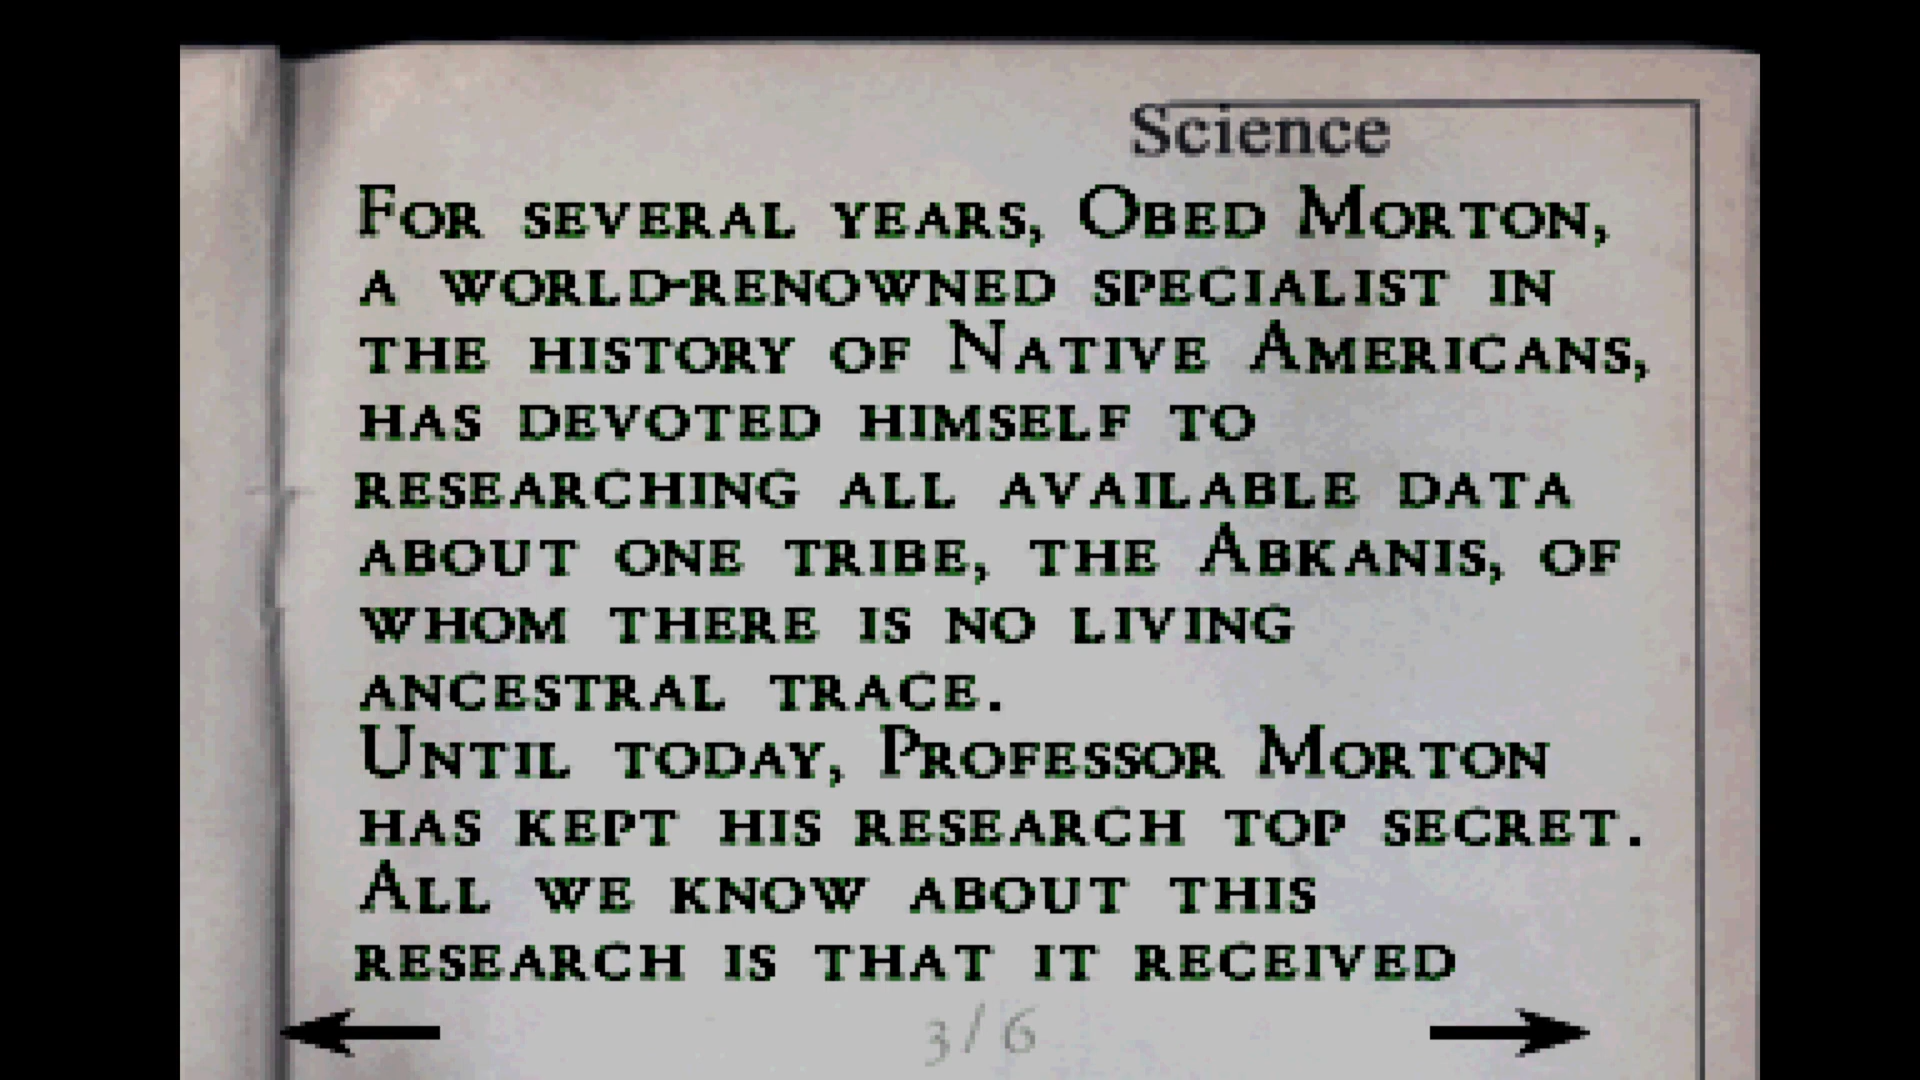 Science
For several years, Obed Morton,
a world-renowned specialist in
the history of Native Americans,
has devoted himself to
researching all available data
about one tribe, the Abkanis, of
whom there is no living
ancestral trace.
Until today, Professor Morton
has kept his research top secret.
All we know about this
research is that it received
3/6